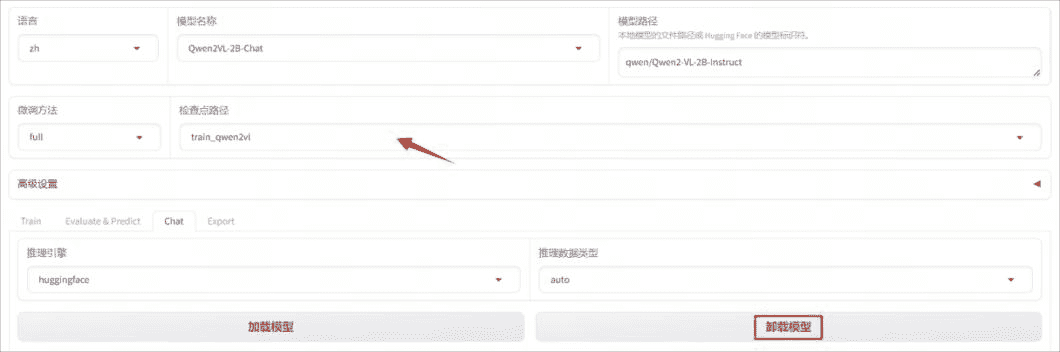 语言
zh
模型名称
Qwen2VL-2B-Chat
模型路径
本地模型的文件路径或 Hugging Face 的模型标识符。
qwen/Qwen2-VL-2B-Instruct
微调方法
full
检查点路径
train_qwen2vl
高级设置
Train
Evaluate & Predict
Chat
Export
推理引擎
huggingface
推理数据类型
auto
加载模型
卸载模型